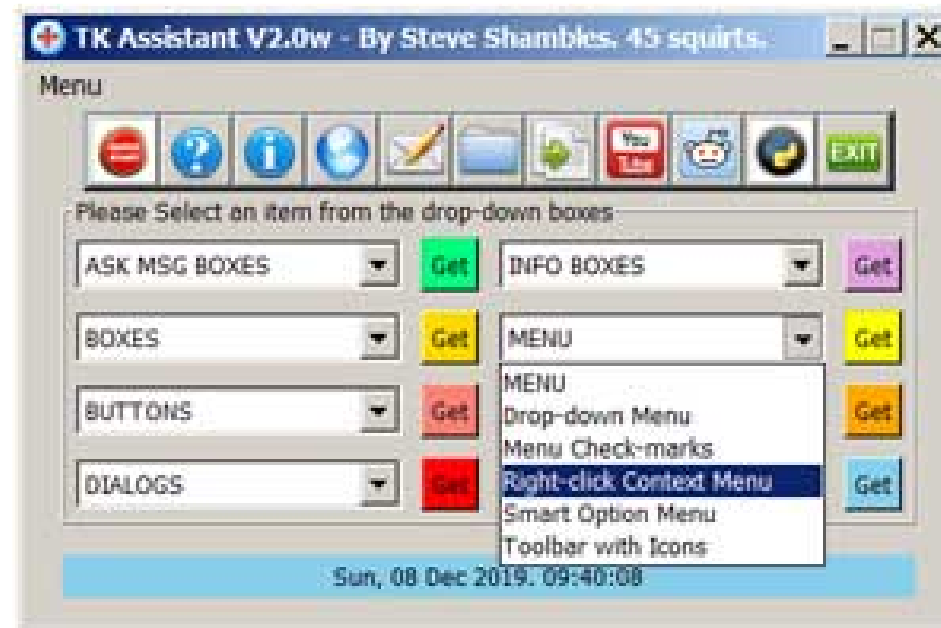 TK Assistant V2.0w - By Steve Shambles. 45 squirts.
Menu
You Tube EXIT
Please Select an item from the drop-down boxes
ASK MSG BOXES Get INFO BOXES Get
BOXES Get MENU Get
MENU
BUTTONS Get Drop-down Menu Get
Menu Check-marks
DIALOGS Get Right-click Context Menu Get
Smart Option Menu
Toolbar with Icons
Sun, 08 Dec 2019. 09:40:08